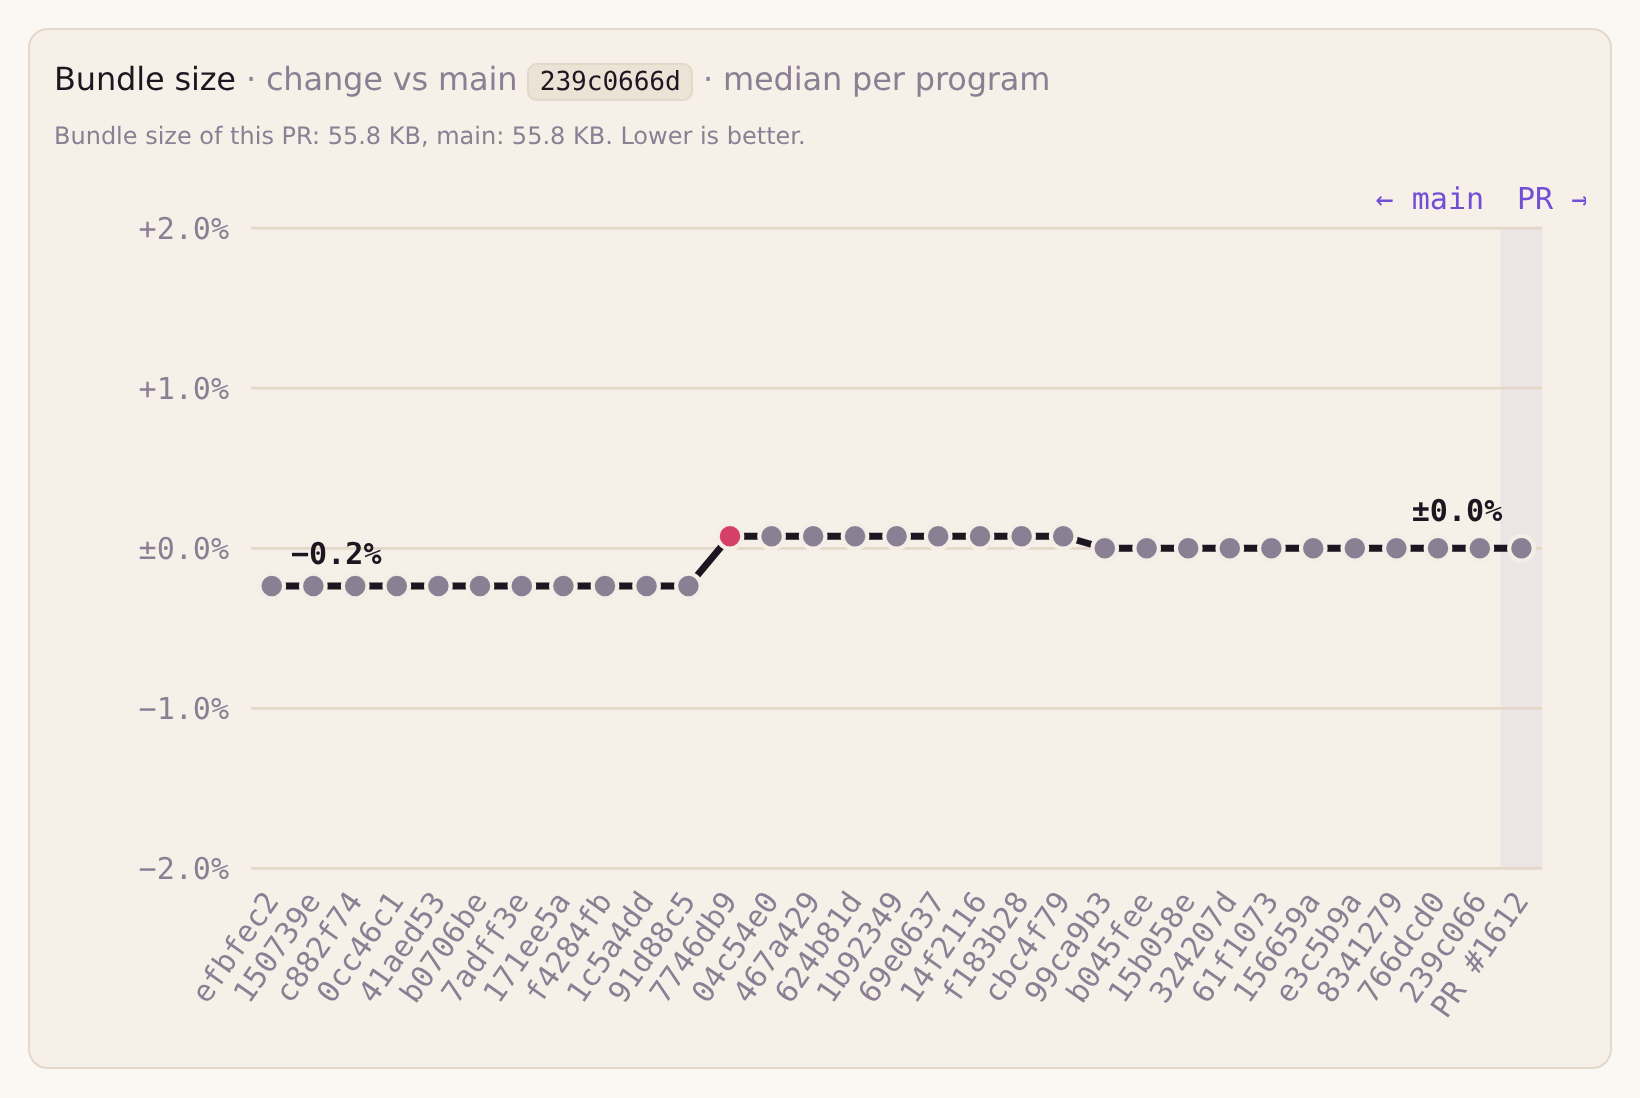 Bundle size · change vs main 239c0666d · median per program
Bundle size of this PR: 55.8 KB, main: 55.8 KB. Lower is better.
← main PR →
+2.0%
+1.0%
±0.0%
−1.0%
−2.0%
−0.2%
±0.0%
efbfec2
150739e
c882f74
0cc46c1
41aed53
b0706be
7adff3e
171ee5a
f4284fb
1c5a4dd
91d88c5
7746db9
04c54e0
467a429
624b81d
1b92349
69e0637
14f2116
f183b28
cbc4f79
99ca9b3
b045fee
15b058e
324207d
61f1073
156659a
e3c5b9a
8341279
766dcd0
239c066
PR #1612